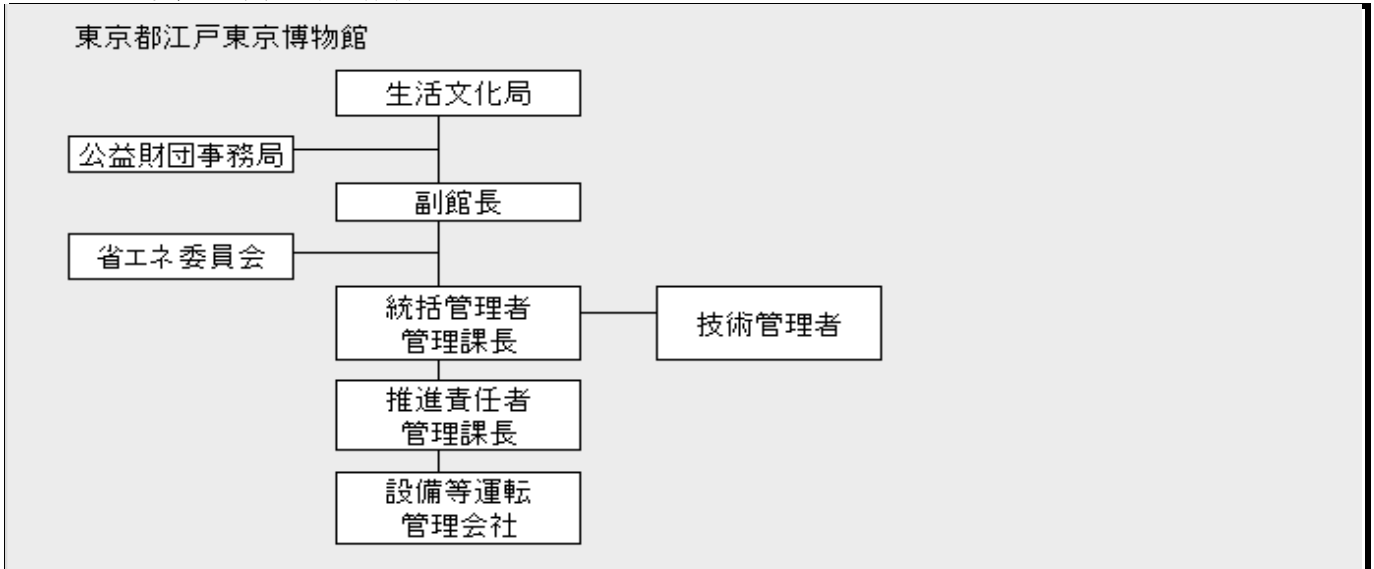 東京都江戸東京博物館
生活文化局
公益財団事務局
副館長
省エネ委員会
統括管理者
管理課長
技術管理者
推進責任者
管理課長
設備等運転
管理会社